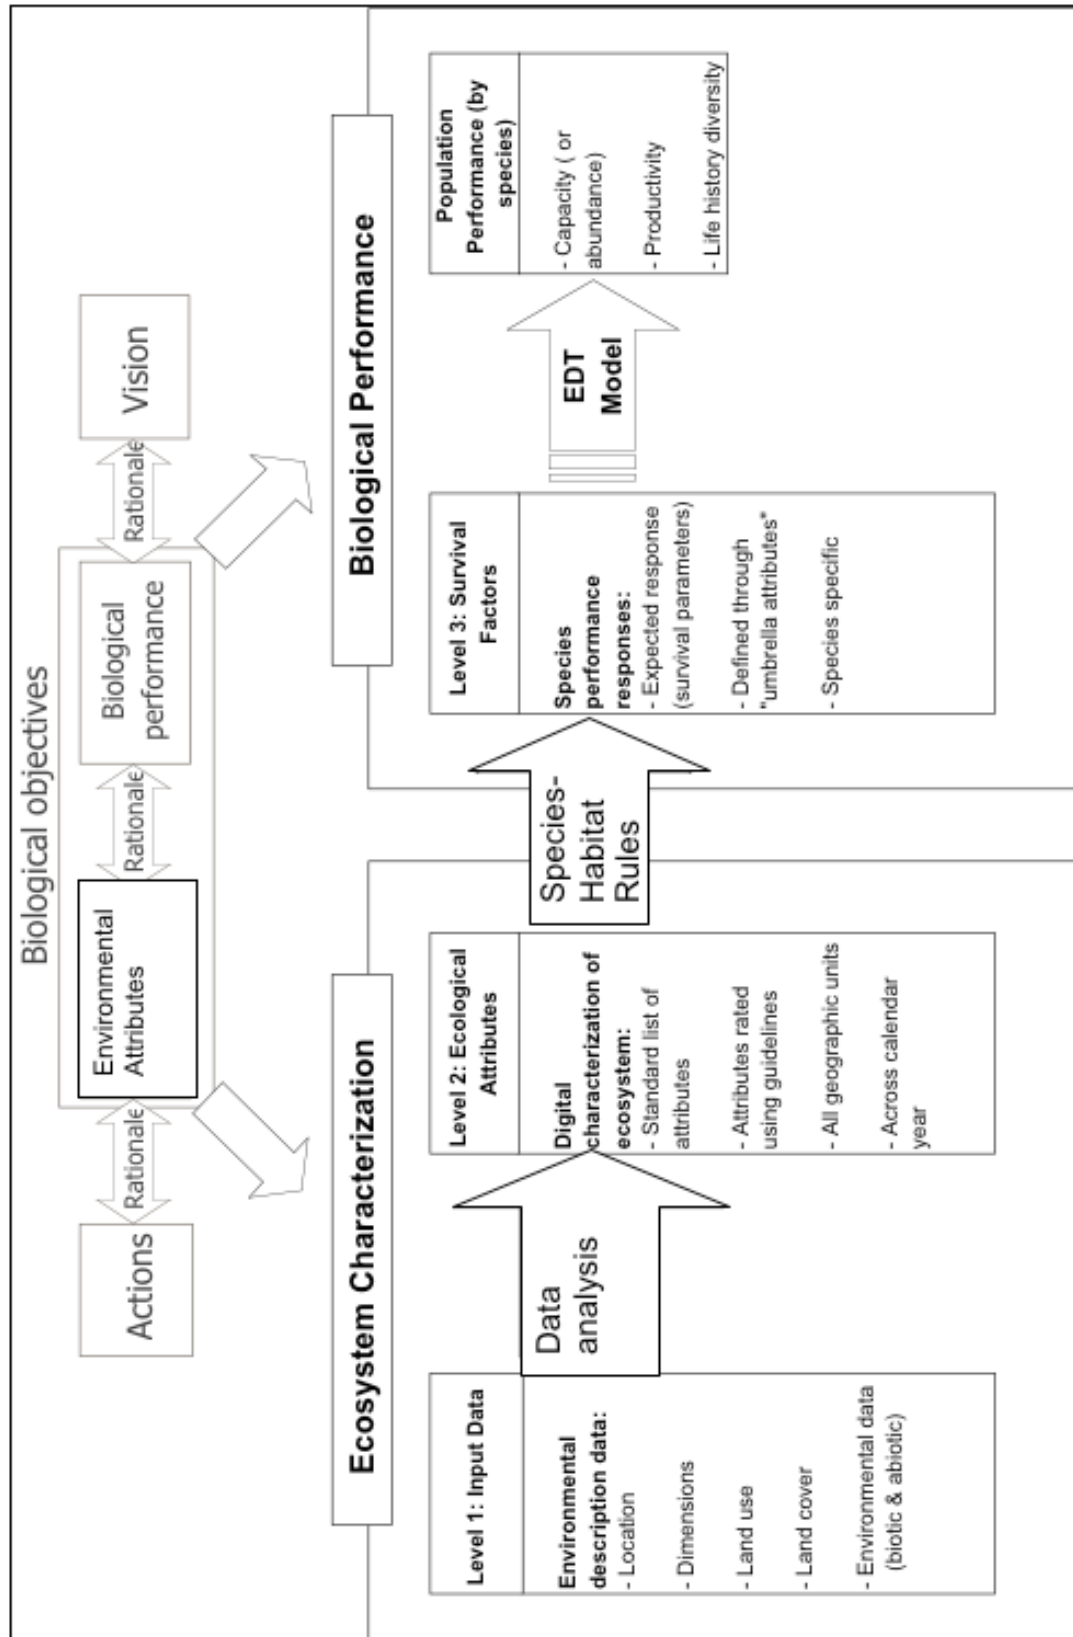 Biological objectives
Actions
Rationale
Environmental
Attributes
Rationale
Biological
performance
Rationale
Vision
Ecosystem Characterization
Level 1: Input Data
Environmental
description data:
- Location
- Dimensions
- Land use
- Land cover
- Environmental data
(biotic & abiotic)
Data
analysis
Level 2: Ecological
Attributes
Digital
characterization of
ecosystem:
- Standard list of
attributes
- Attributes rated
using guidelines
- All geographic units
- Across calendar
year
Species-
Habitat
Rules
Biological Performance
Level 3: Survival
Factors
Species
performance
responses:
- Expected response
(survival parameters)
- Defined through
"umbrella attributes"
- Species specific
EDT
Model
Population
Performance (by
species)
- Capacity ( or
abundance)
- Productivity
- Life history diversity